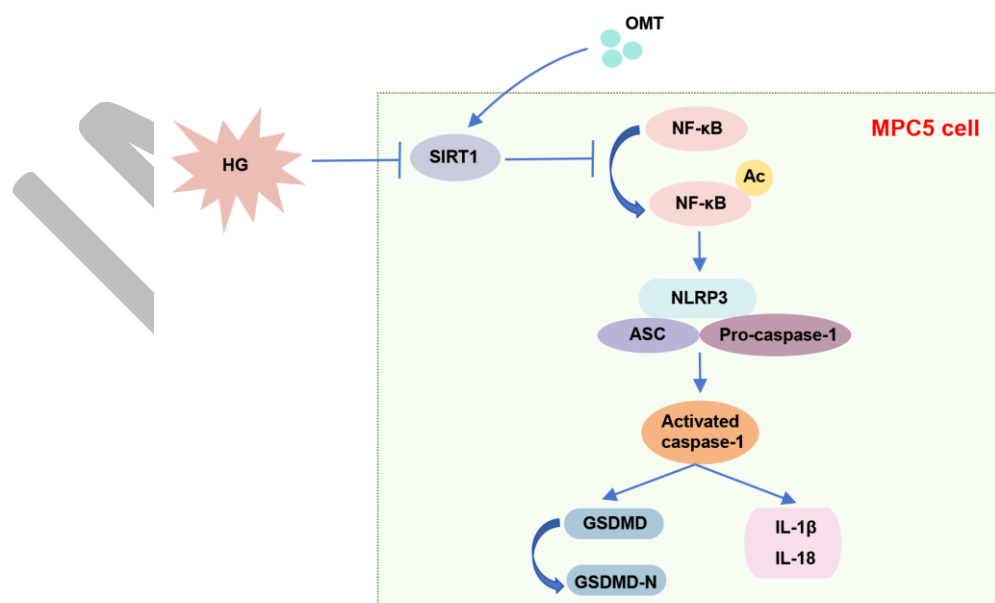 OMT
MPC5 cell
HG
SIRT1
NF-κB
Ac
NF-κB
NLRP3
ASC
Pro-caspase-1
Activated
caspase-1
GSDMD
GSDMD-N
IL-1β
IL-18